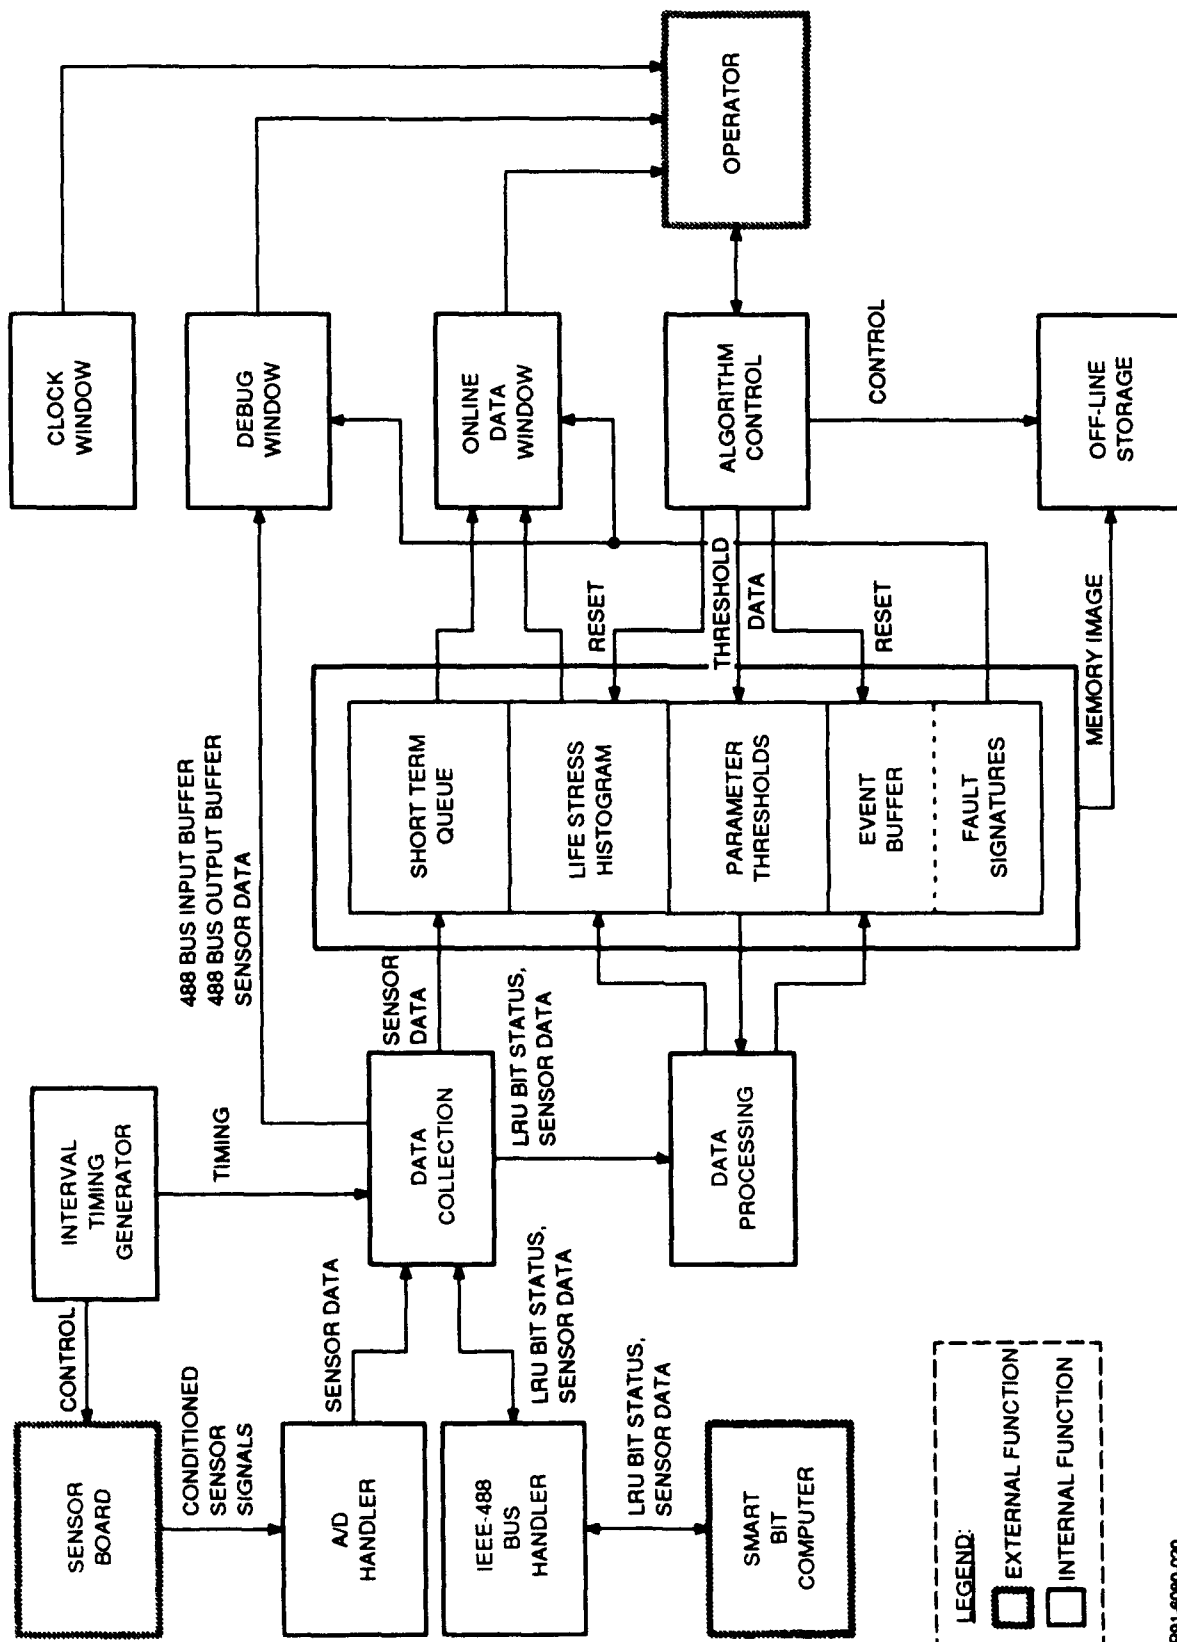 SENSOR
BOARD
CONTROL
INTERVAL
TIMING
GENERATOR
CONDITIONED
SENSOR
SIGNALS
TIMING
488 BUS INPUT BUFFER
488 BUS OUTPUT BUFFER
SENSOR DATA
CLOCK
WINDOW
DEBUG
WINDOW
A/D
HANDLER
SENSOR DATA
DATA
COLLECTION
SENSOR
DATA
SHORT TERM
QUEUE
ONLINE
DATA
WINDOW
IEEE-488
BUS
HANDLER
LRU BIT STATUS,
SENSOR DATA
LRU BIT STATUS,
SENSOR DATA
LIFE STRESS
HISTOGRAM
RESET
LRU BIT STATUS,
SENSOR DATA
SMART
BIT
COMPUTER
DATA
PROCESSING
PARAMETER
THRESHOLDS
THRESHOLD
DATA
ALGORITHM
CONTROL
OPERATOR
EVENT
BUFFER
RESET
CONTROL
FAULT
SIGNATURES
MEMORY IMAGE
OFF-LINE
STORAGE
LEGEND:
EXTERNAL FUNCTION
INTERNAL FUNCTION